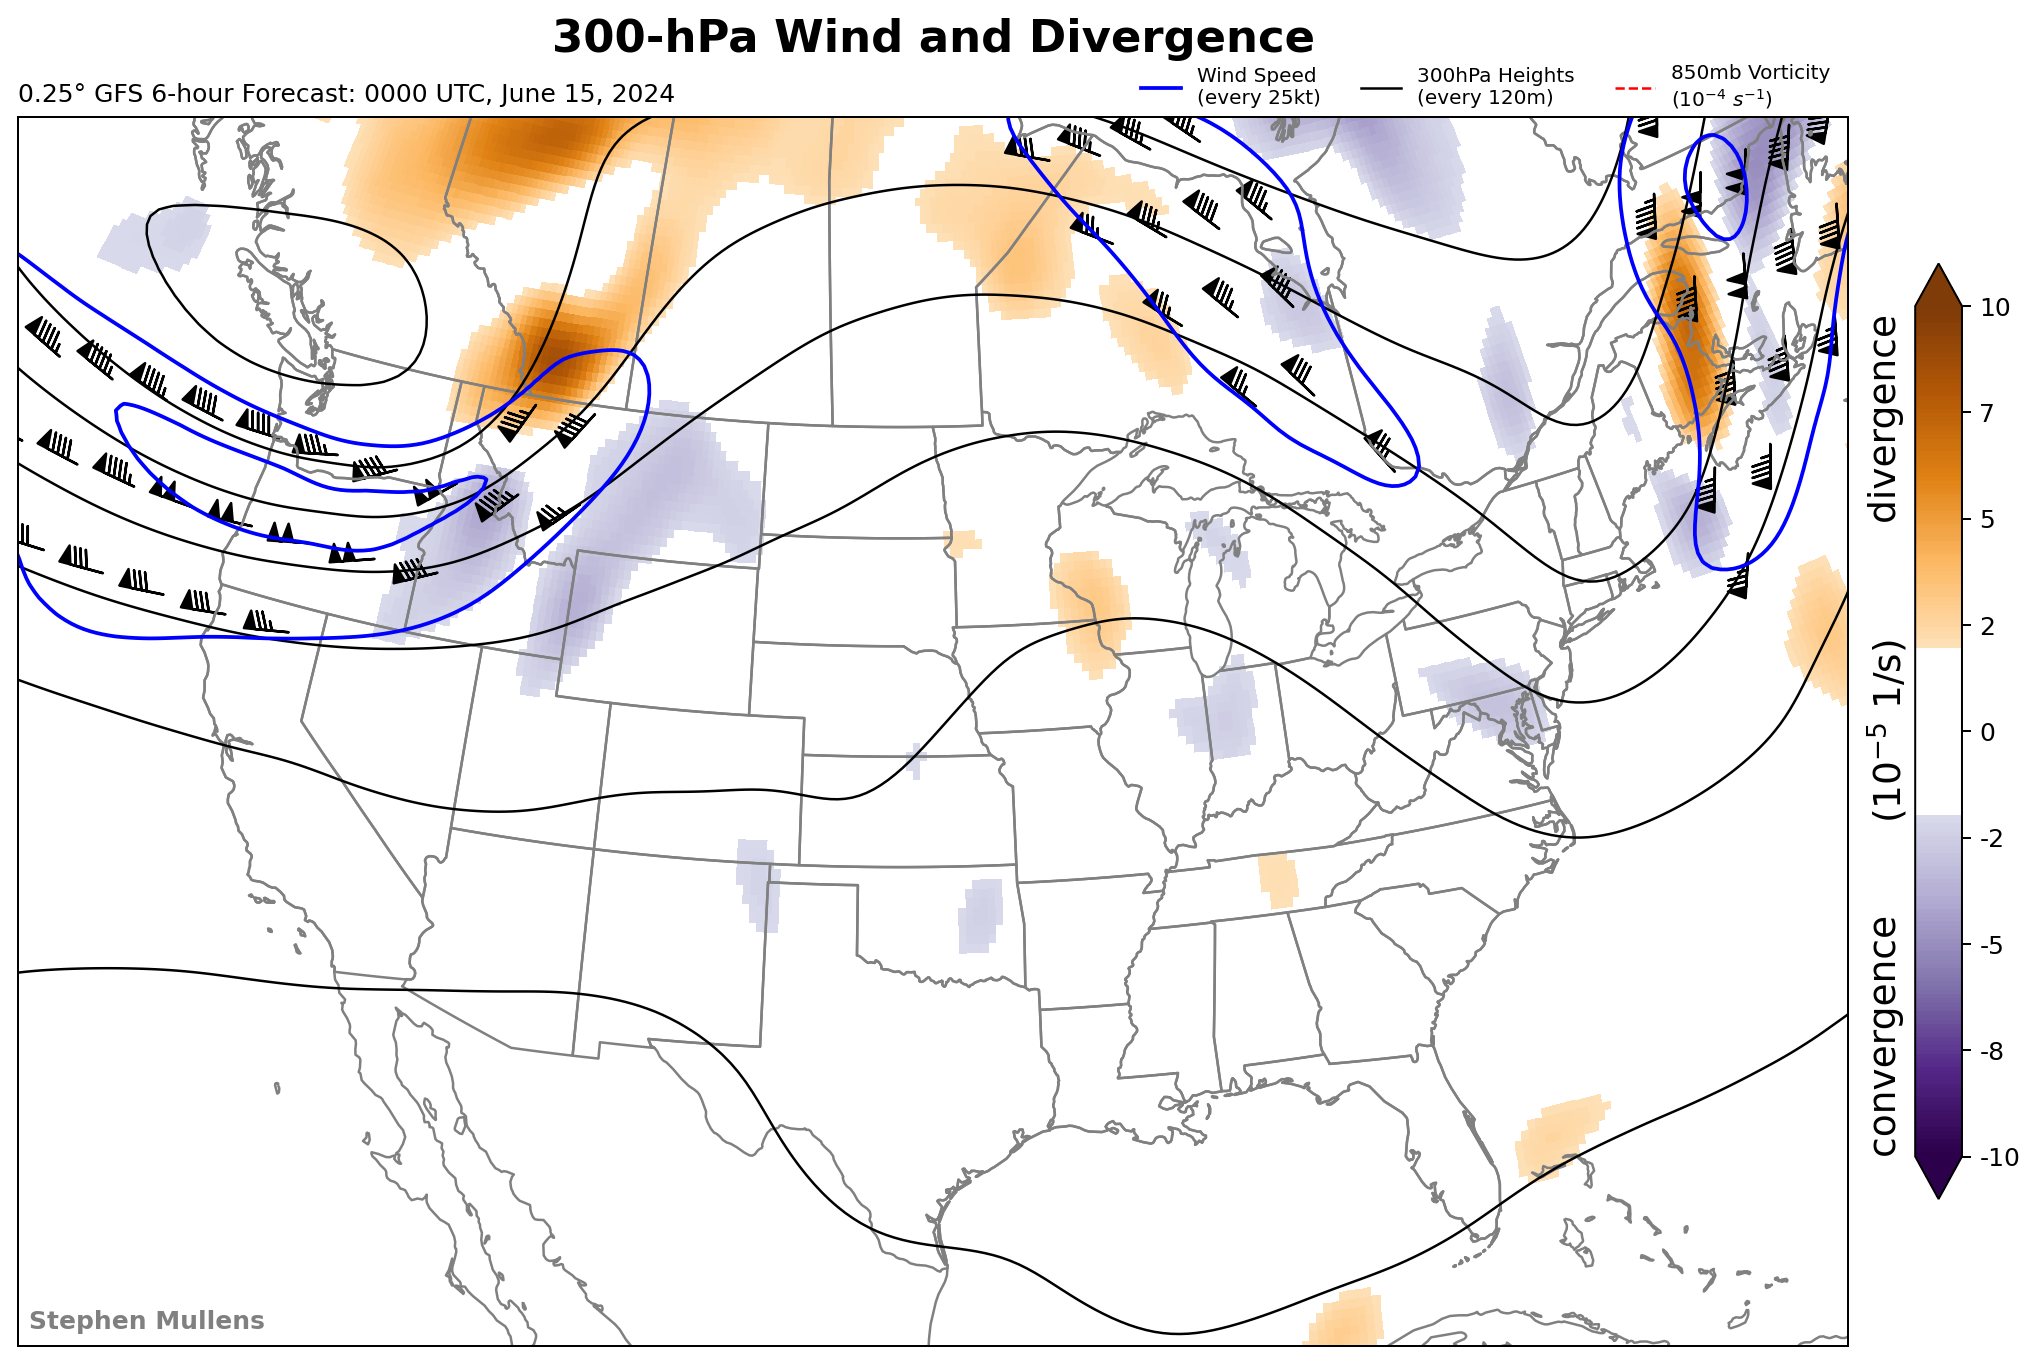 300-hPa Wind and Divergence
0.25° GFS 6-hour Forecast: 0000 UTC, June 15, 2024
Wind Speed
(every 25kt)
300hPa Heights
(every 120m)
850mb Vorticity
(10⁻⁴ s⁻¹)
10
7
5
2
0
-2
-5
-8
-10
convergence (10⁻⁵ 1/s) divergence
Stephen Mullens